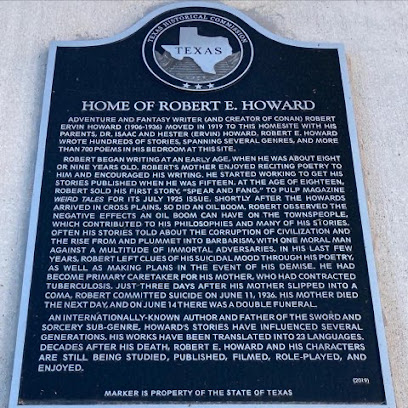 TEXAS HISTORICAL COMMISSION
TEXAS
HOME OF ROBERT E. HOWARD
ADVENTURE AND FANTASY WRITER (AND CREATOR OF CONAN) ROBERT
ERVIN HOWARD (1906-1936) MOVED IN 1919 TO THIS HOMESITE WITH HIS
PARENTS, DR. ISAAC AND HESTER (ERVIN) HOWARD. ROBERT E. HOWARD
WROTE HUNDREDS OF STORIES, SPANNING SEVERAL GENRES, AND MORE
THAN 700 POEMS IN HIS BEDROOM AT THIS SITE.
ROBERT BEGAN WRITING AT AN EARLY AGE. WHEN HE WAS ABOUT EIGHT
OR NINE YEARS OLD, ROBERT'S MOTHER ENJOYED RECITING POETRY TO
HIM AND ENCOURAGED HIS WRITING. HE STARTED WORKING TO GET HIS
STORIES PUBLISHED WHEN HE WAS FIFTEEN. AT THE AGE OF EIGHTEEN,
ROBERT SOLD HIS FIRST STORY, "SPEAR AND FANG," TO PULP MAGAZINE
WEIRD TALES FOR ITS JULY 1925 ISSUE. SHORTLY AFTER THE HOWARDS
ARRIVED IN CROSS PLAINS, SO DID AN OIL BOOM. ROBERT OBSERVED THE
NEGATIVE EFFECTS AN OIL BOOM CAN HAVE ON THE TOWNSPEOPLE,
WHICH CONTRIBUTED TO HIS PHILOSOPHIES AND MANY OF HIS STORIES.
OFTEN HIS STORIES TOLD ABOUT THE CORRUPTION OF CIVILIZATION AND
THE RISE FROM AND PLUMMET INTO BARBARISM, WITH ONE MORAL MAN
AGAINST A MULTITUDE OF IMMORAL ADVERSARIES. IN HIS LAST FEW
YEARS, ROBERT LEFT CLUES OF HIS SUICIDAL MOOD THROUGH HIS POETRY,
AS WELL AS MAKING PLANS IN THE EVENT OF HIS DEMISE. HE HAD
BECOME PRIMARY CARETAKER FOR HIS MOTHER, WHO HAD CONTRACTED
TUBERCULOSIS. JUST THREE DAYS AFTER HIS MOTHER SLIPPED INTO A
COMA, ROBERT COMMITTED SUICIDE ON JUNE 11, 1936. HIS MOTHER DIED
THE NEXT DAY, AND ON JUNE 14 THERE WAS A DOUBLE FUNERAL.
AN INTERNATIONALLY-KNOWN AUTHOR AND FATHER OF THE SWORD AND
SORCERY SUB-GENRE, HOWARD'S STORIES HAVE INFLUENCED SEVERAL
GENERATIONS. HIS WORKS HAVE BEEN TRANSLATED INTO 23 LANGUAGES.
DECADES AFTER HIS DEATH, ROBERT E. HOWARD AND HIS CHARACTERS
ARE STILL BEING STUDIED, PUBLISHED, FILMED, ROLE-PLAYED, AND
ENJOYED.
(2019)
MARKER IS PROPERTY OF THE STATE OF TEXAS